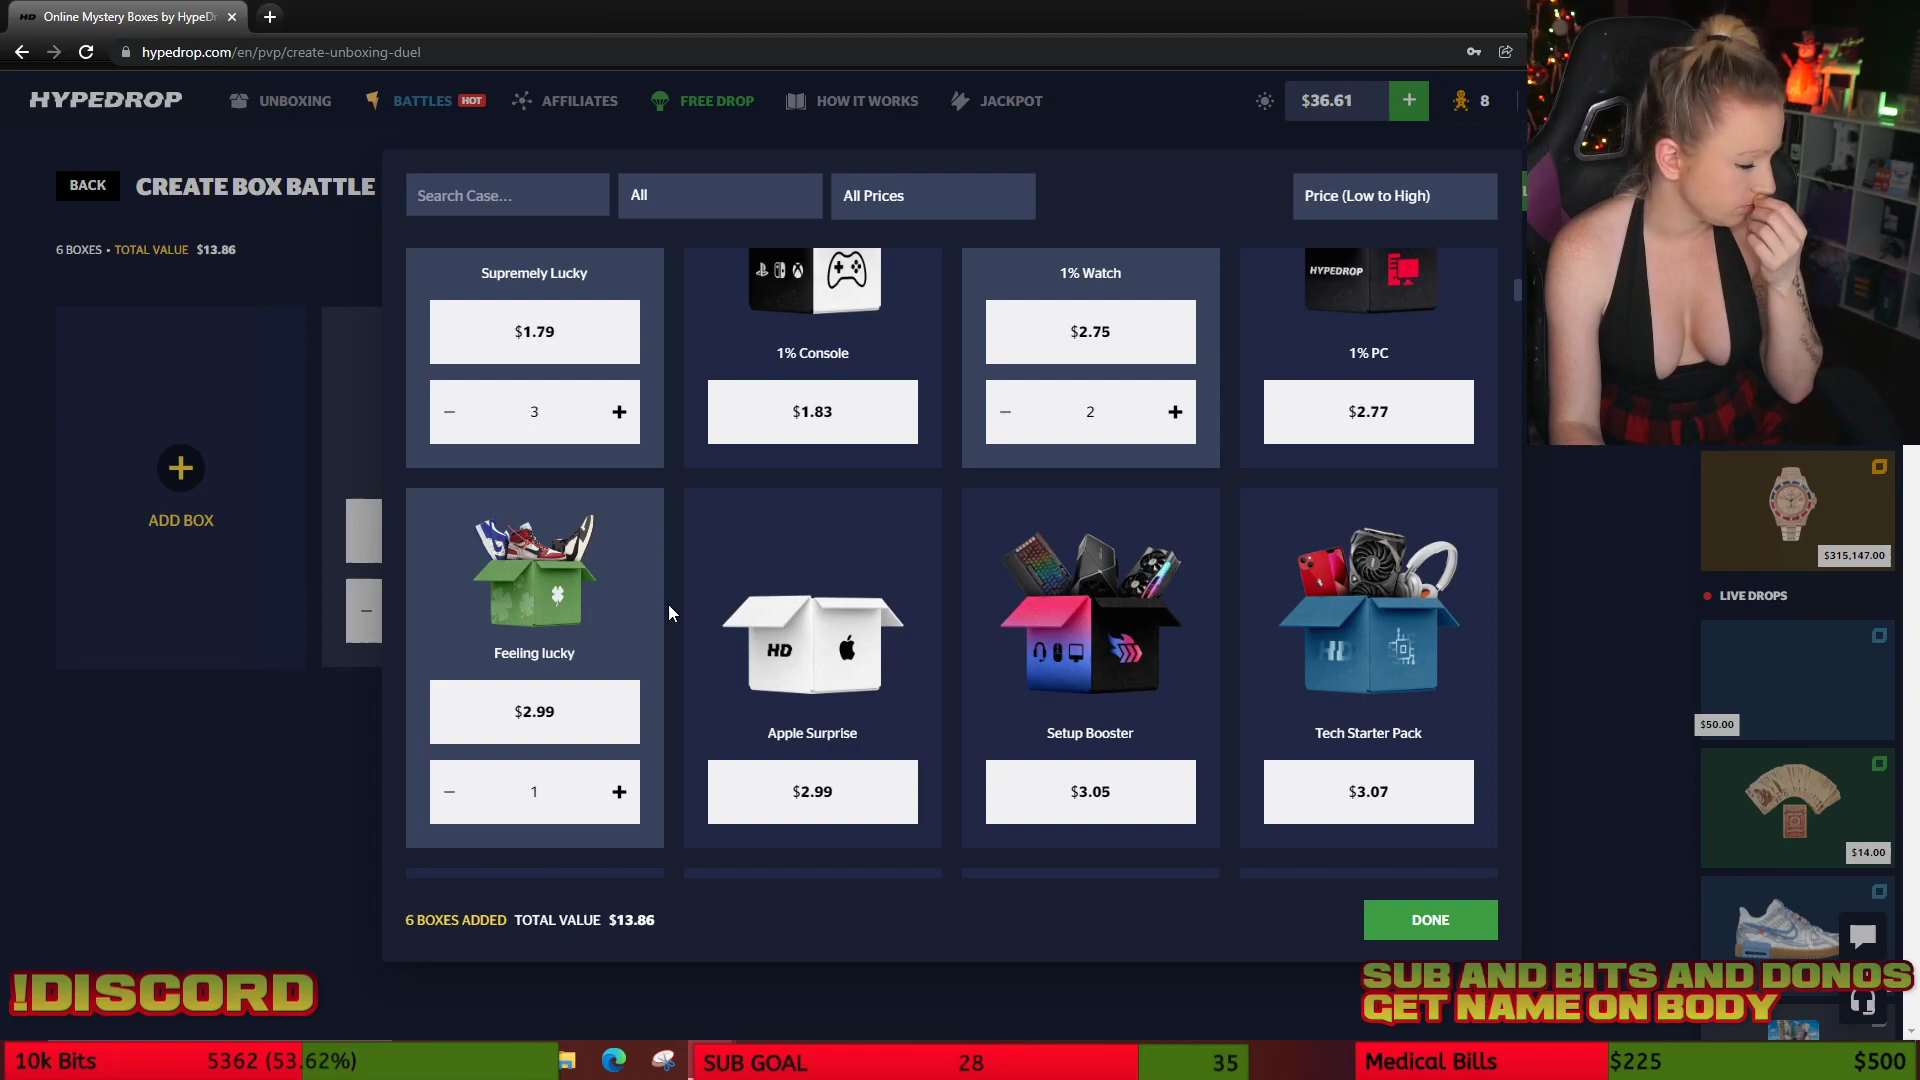 HD Online Mystery Boxes by HypeDr
hypedrop.com/en/pvp/create-unboxing-duel
HYPEDROP
UNBOXING
BATTLES HOT
AFFILIATES
FREE DROP
HOW IT WORKS
JACKPOT
$36.61
+
8
BACK
CREATE BOX BATTLE
6 BOXES • TOTAL VALUE $13.86
ADD BOX
Search Case...
All
All Prices
Price (Low to High)
Supremely Lucky
$1.79
− 3 +
1% Console
$1.83
1% Watch
$2.75
− 2 +
HYPEDROP
1% PC
$2.77
Feeling lucky
$2.99
− 1 +
HD
Apple Surprise
$2.99
Setup Booster
$3.05
HD
Tech Starter Pack
$3.07
6 BOXES ADDED TOTAL VALUE $13.86
DONE
$315,147.00
LIVE DROPS
$50.00
$14.00
!DISCORD
SUB AND BITS AND DONOS
GET NAME ON BODY
10k Bits 5362 (53.62%)
SUB GOAL 28 35
Medical Bills $225 $500